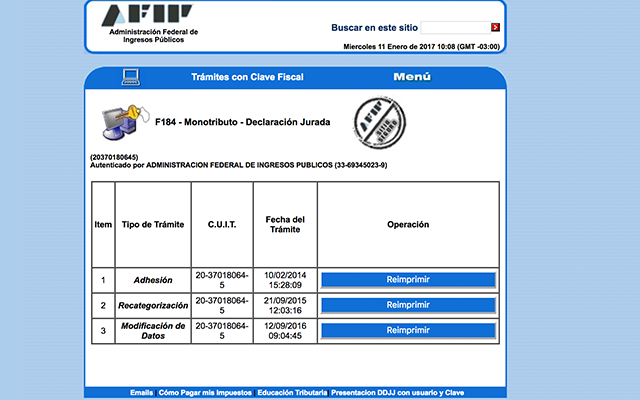 AFIP
Administración Federal de
Ingresos Públicos
Buscar en este sitio
Miercoles 11 Enero de 2017 10:08 (GMT -03:00)
Trámites con Clave Fiscal
Menú
F184 - Monotributo - Declaración Jurada
AFIP
SITIO
SEGURO
(20370180645)
Autenticado por ADMINISTRACION FEDERAL DE INGRESOS PUBLICOS (33-69345023-9)
Item Tipo de Trámite C.U.I.T. Fecha del Trámite Operación
1 Adhesión 20-37018064-5 10/02/2014 15:28:09 Reimprimir
2 Recategorización 20-37018064-5 21/09/2015 12:03:16 Reimprimir
3 Modificación de Datos 20-37018064-5 12/09/2016 09:04:45 Reimprimir
Emails | Cómo Pagar mis Impuestos | Educación Tributaria | Presentacion DDJJ con usuario y Clave